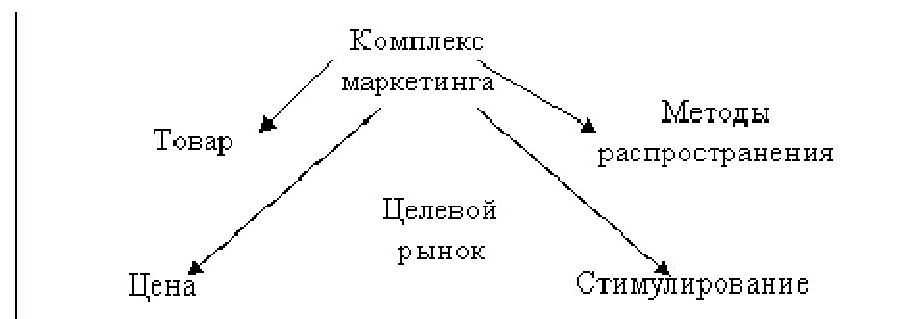 Комплекс
маркетинга
Товар
Методы
распространения
Целевой
рынок
Цена
Стимулирование